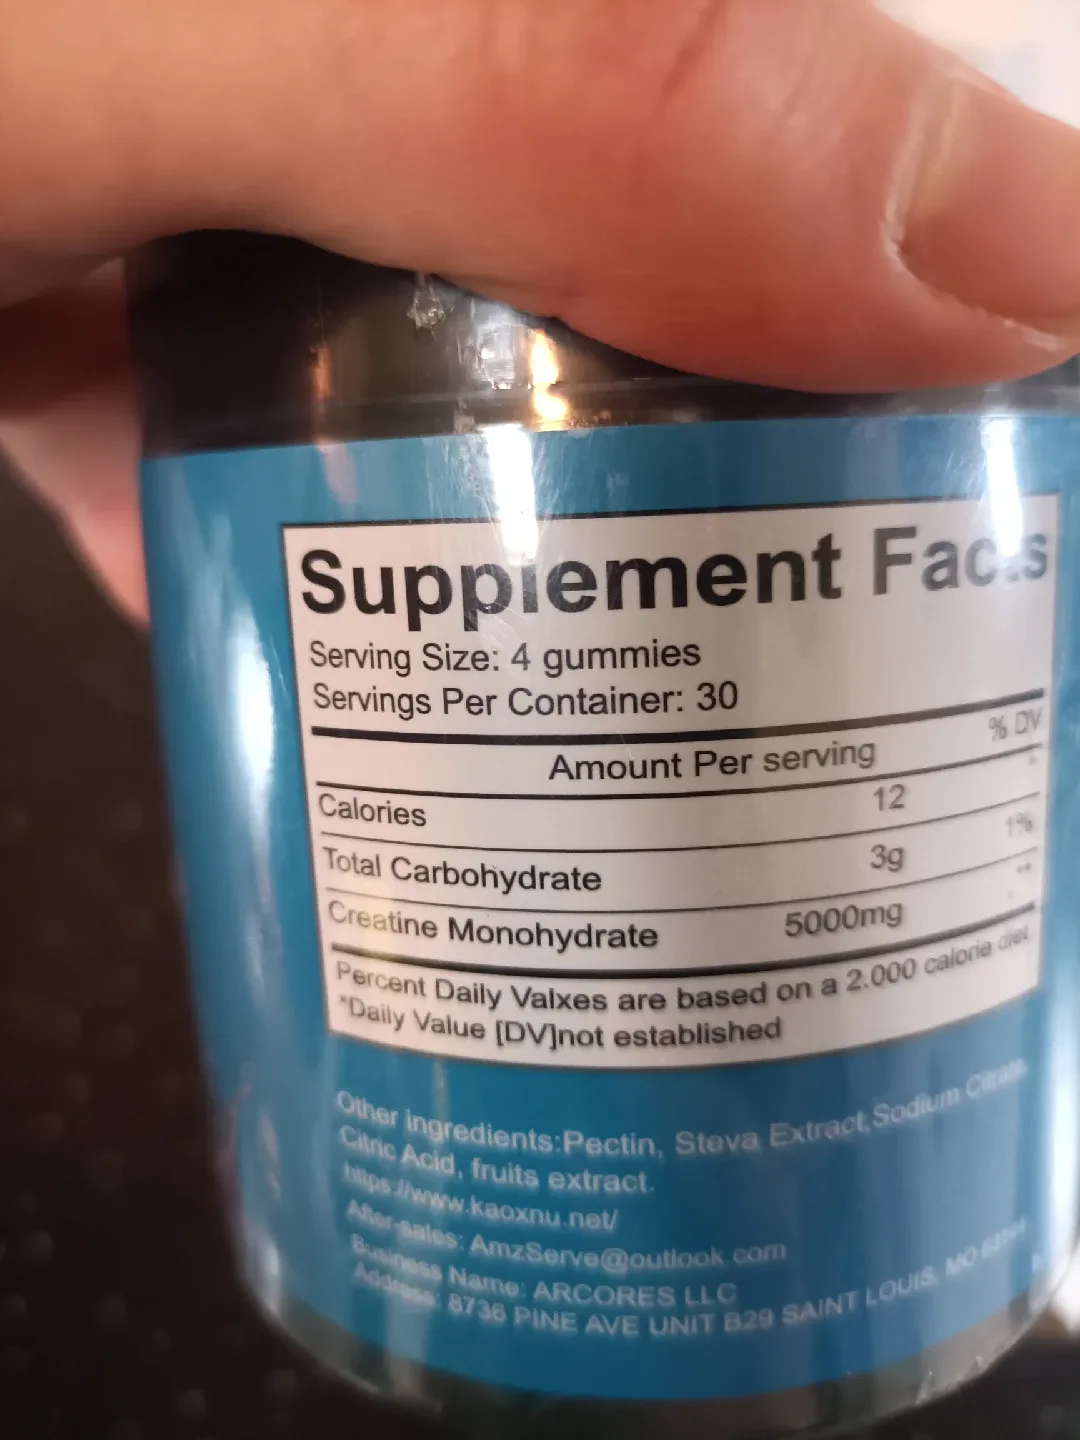 Supplement Facts
Serving Size: 4 gummies
Servings Per Container: 30
Amount Per serving % DV
Calories 12 *
Total Carbohydrate 3g 1%
Creatine Monohydrate 5000mg **
Percent Daily Valxes are based on a 2.000 calorie diet
*Daily Value [DV]not established
Other ingredients:Pectin, Steva Extract,Sodium Citrate
Citric Acid, fruits extract.
https://www.kaoxnu.net/
After-sales: AmzServe@outlook.com
Business Name: ARCORES LLC
Address: 8736 PINE AVE UNIT B29 SAINT LOUIS, MO